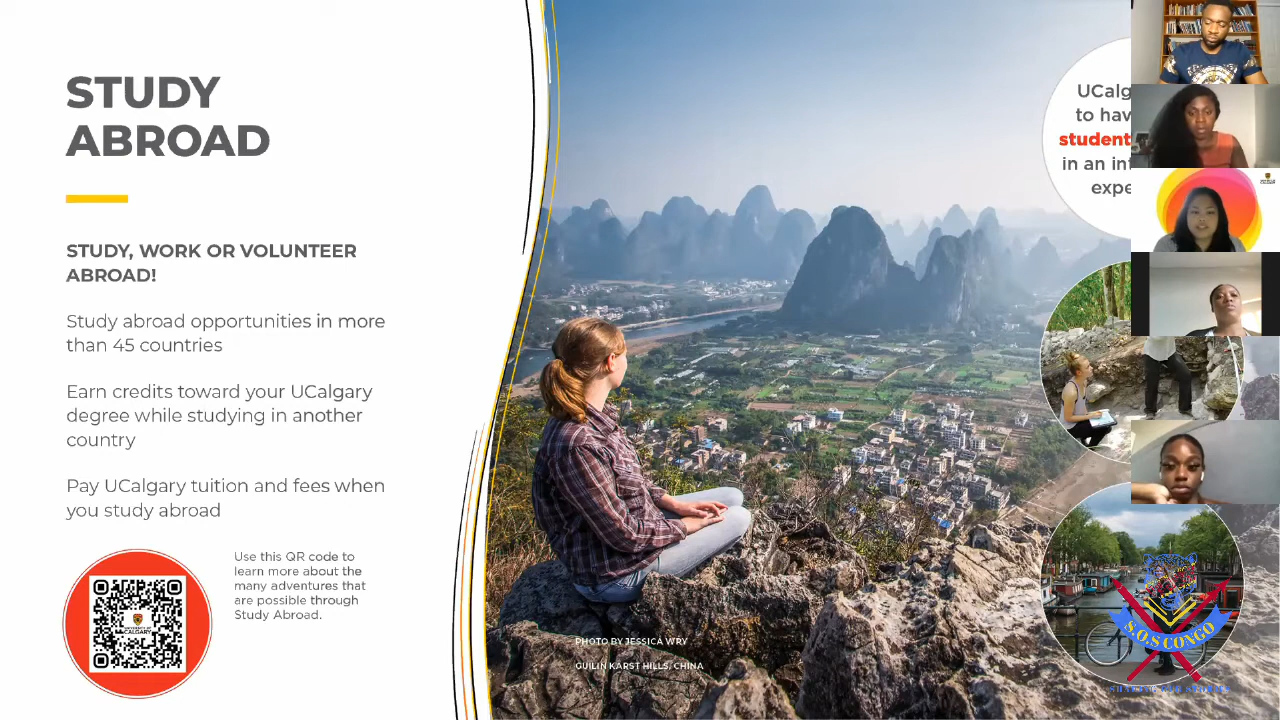 STUDY
ABROAD
STUDY, WORK OR VOLUNTEER
ABROAD!
Study abroad opportunities in more
than 45 countries
Earn credits toward your UCalgary
degree while studying in another
country
Pay UCalgary tuition and fees when
you study abroad
Use this QR code to
learn more about the
many adventures that
are possible through
Study Abroad.
UNIVERSITY OF
CALGARY
PHOTO BY JESSICA WRY
GUILIN KARST HILLS, CHINA
UCalg
to hav
student
in an int
expe
S.O.S CONGO